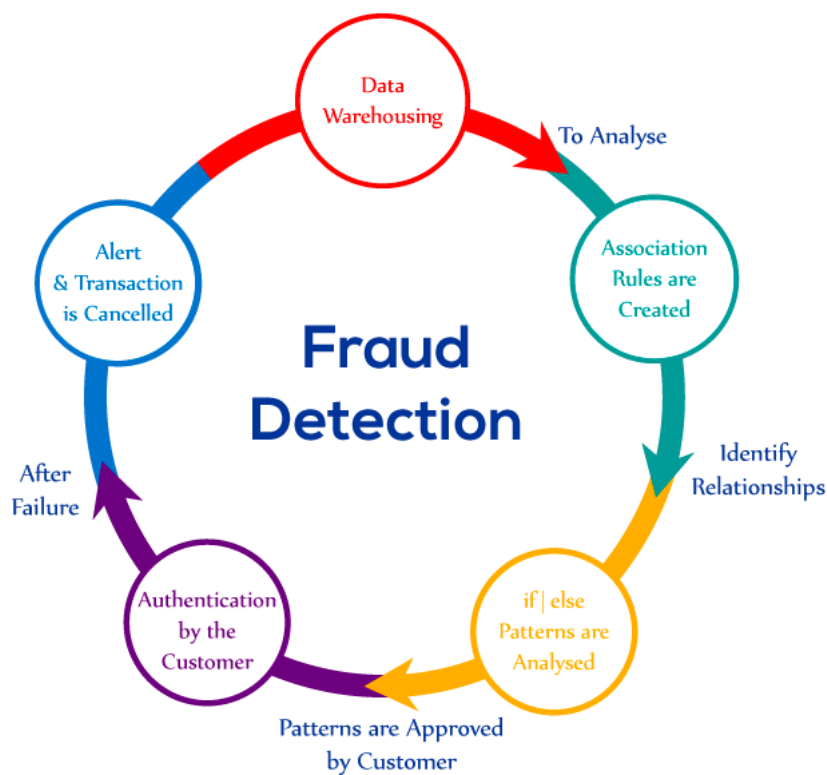 Data
Warehousing
To Analyse
Association
Rules are
Created
Identify
Relationships
if | else
Patterns are
Analysed
Patterns are Approved
by Customer
Authentication
by the
Customer
After
Failure
Alert
& Transaction
is Cancelled
Fraud
Detection